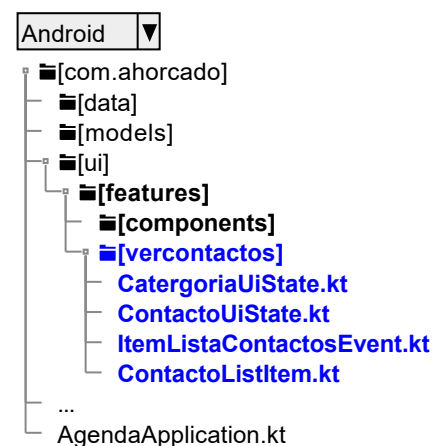 Android
[com.ahorcado]
[data]
[models]
[ui]
[features]
[components]
[vercontactos]
CatergoriaUiState.kt
ContactoUiState.kt
ItemListaContactosEvent.kt
ContactoListItem.kt
...
AgendaApplication.kt